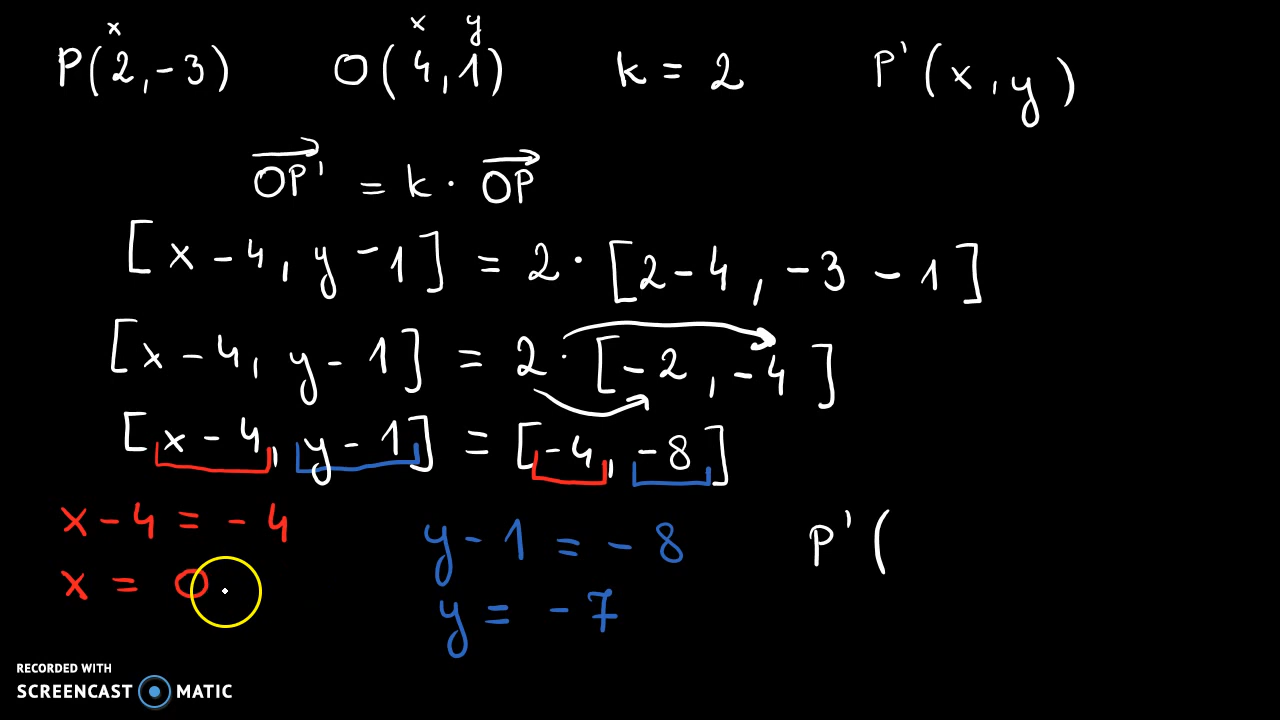 x x y
P(2,-3) O(4,1) k = 2 P'(x,y)
OP' = k · OP
[x-4, y-1] = 2 · [2-4, -3-1]
[x-4, y-1] = 2 · [-2, -4]
[x-4, y-1] = [-4, -8]
x-4 = -4 y-1 = -8 P'(
x = 0 y = -7
RECORDED WITH
SCREENCAST MATIC